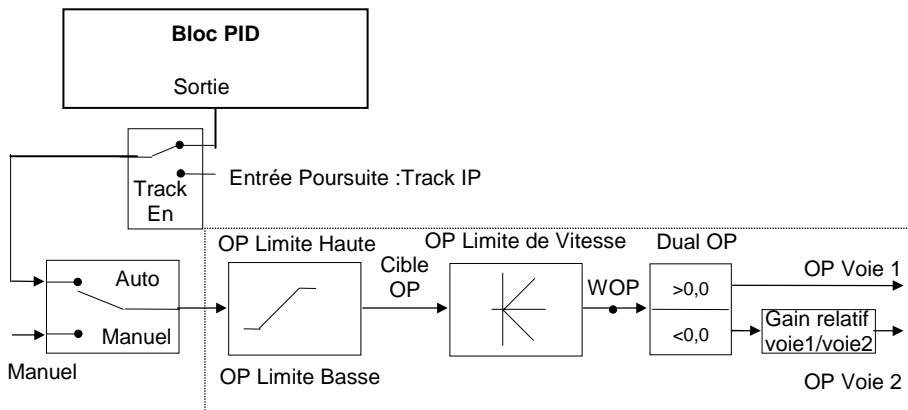 Bloc PID
Sortie
Entrée Poursuite :Track IP
Track
En
OP Limite Haute
OP Limite de Vitesse
Dual OP
Auto
Manuel
Manuel
Cible
OP
WOP
>0,0
<0,0
OP Voie 1
Gain relatif
voie1/voie2
OP Limite Basse
OP Voie 2